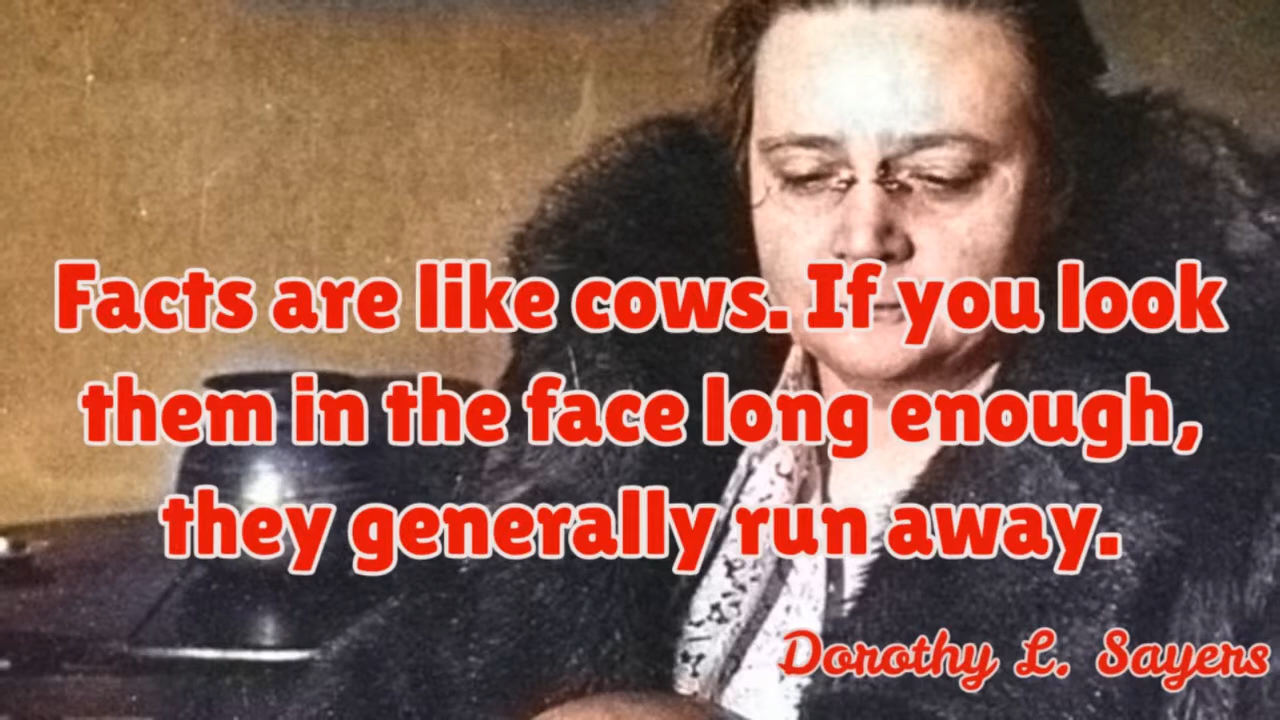 Facts are like cows. If you look
them in the face long enough,
they generally run away.
Dorothy L. Sayers